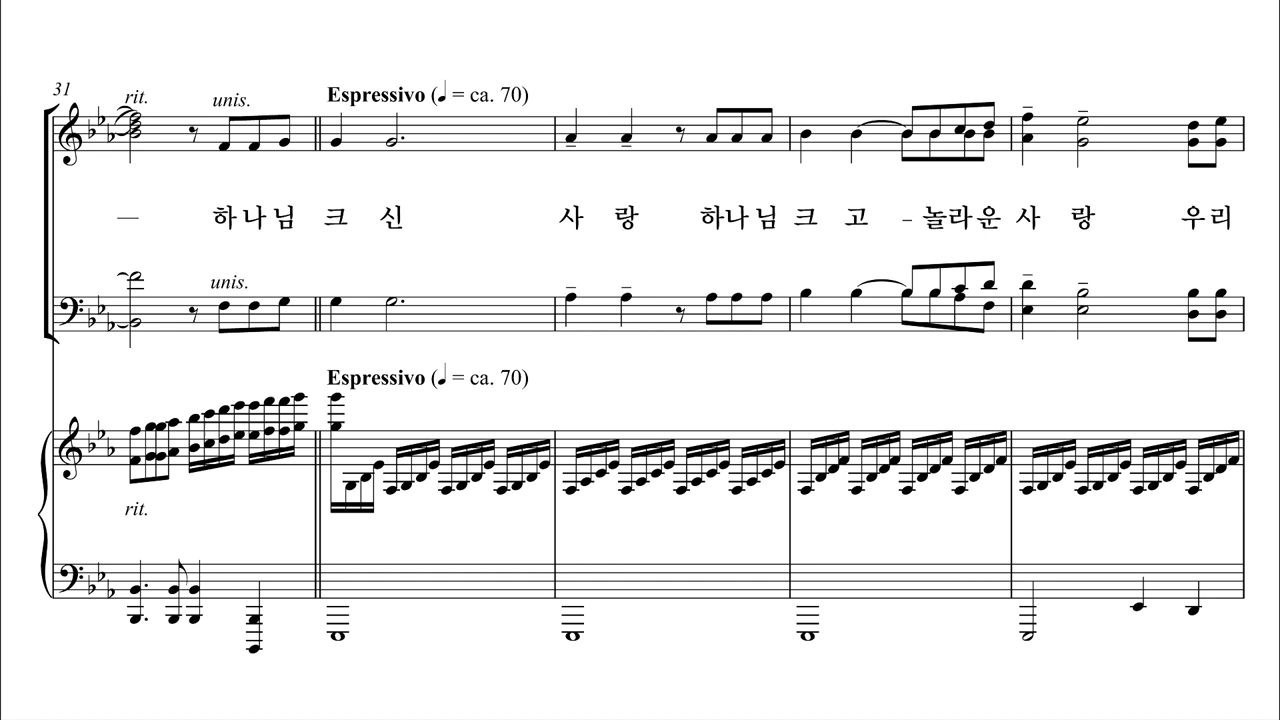 31
rit.
unis.
Espressivo (♩ = ca. 70)
— 하나님 크 신 사 랑 하나님 크 고 - 놀라운 사 랑 우리
unis.
Espressivo (♩ = ca. 70)
rit.